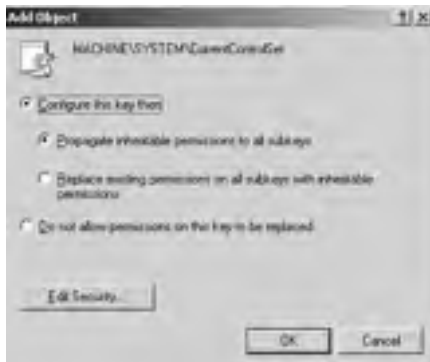 Add Object
MACHINE\SYSTEM\CurrentControlSet
Configure this key then
Propagate inheritable permissions to all subkeys
Replace existing permissions on all subkeys with inheritable
permissions
Do not allow permissions on this key to be replaced
Edit Security...
OK
Cancel